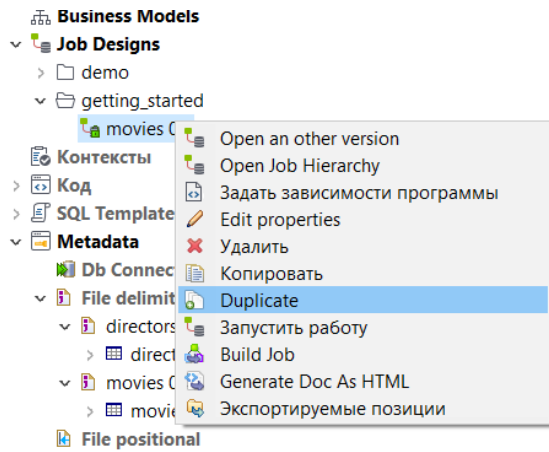 Business Models
Job Designs
demo
getting_started
movies 0
Open an other version
Контексты
Open Job Hierarchy
Код
Задать зависимости программы
SQL Template
Edit properties
Metadata
Удалить
Db Connec
Копировать
File delimit
Duplicate
directors
Запустить работу
direct
Build Job
movies 0
Generate Doc As HTML
movie
Экспортируемые позиции
File positional